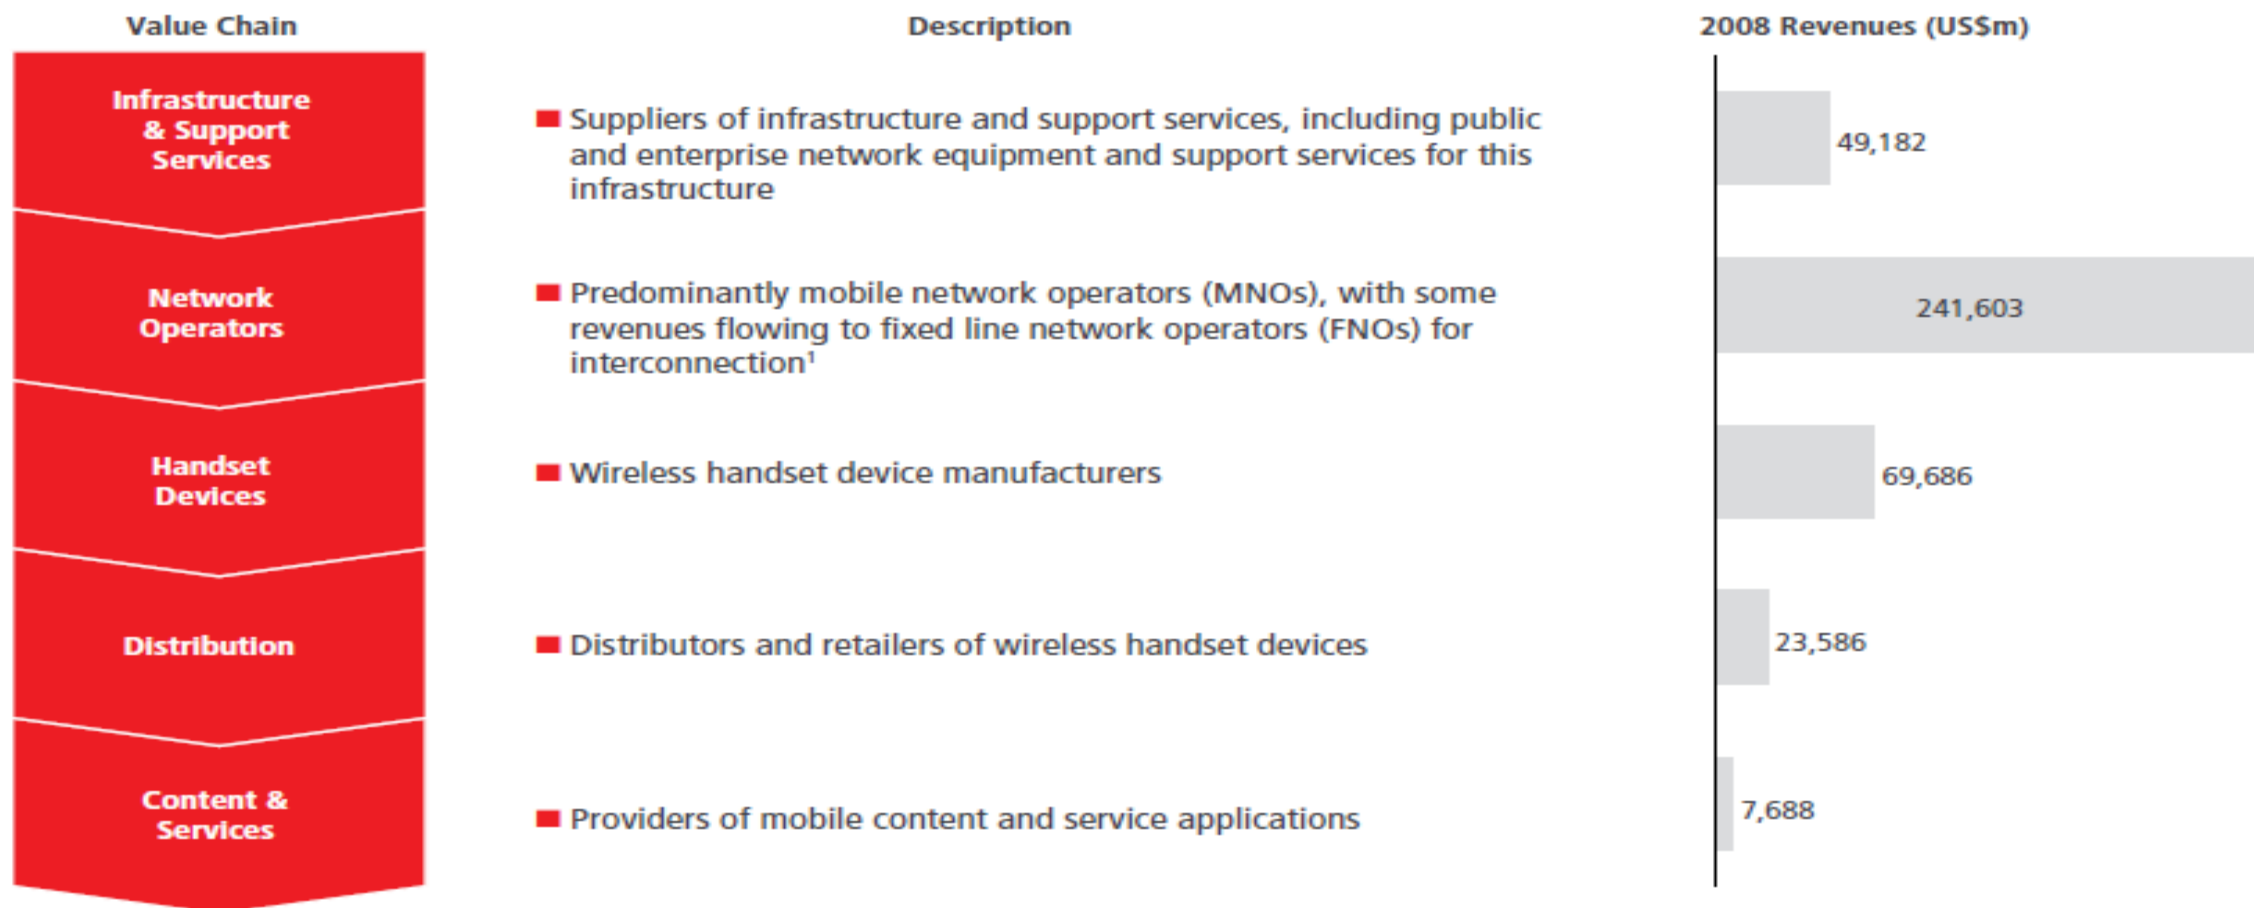 Value Chain
Description
2008 Revenues (US$m)
Infrastructure
& Support
Services
Suppliers of infrastructure and support services, including public
and enterprise network equipment and support services for this
infrastructure
49,182
Network
Operators
Predominantly mobile network operators (MNOs), with some
revenues flowing to fixed line network operators (FNOs) for
interconnection¹
241,603
Handset
Devices
Wireless handset device manufacturers
69,686
Distribution
Distributors and retailers of wireless handset devices
23,586
Content &
Services
Providers of mobile content and service applications
7,688